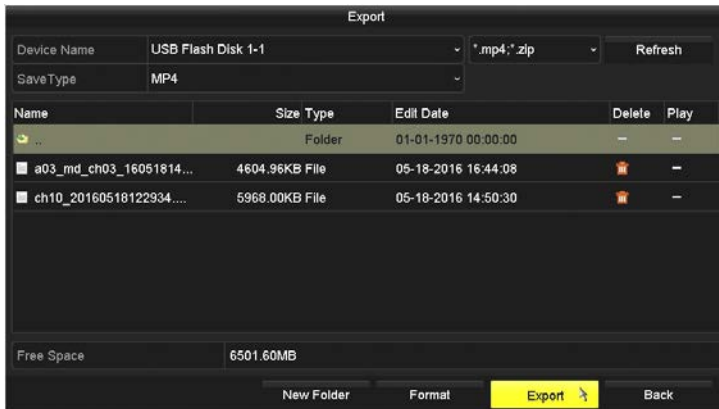 Export
Device Name USB Flash Disk 1-1 *.mp4;*.zip Refresh
SaveType MP4
Name Size Type Edit Date Delete Play
.. Folder 01-01-1970 00:00:00 — —
a03_md_ch03_16051814... 4604.96KB File 05-18-2016 16:44:08 —
ch10_20160518122934.... 5968.00KB File 05-18-2016 14:50:30 —
Free Space 6501.60MB
New Folder Format Export Back